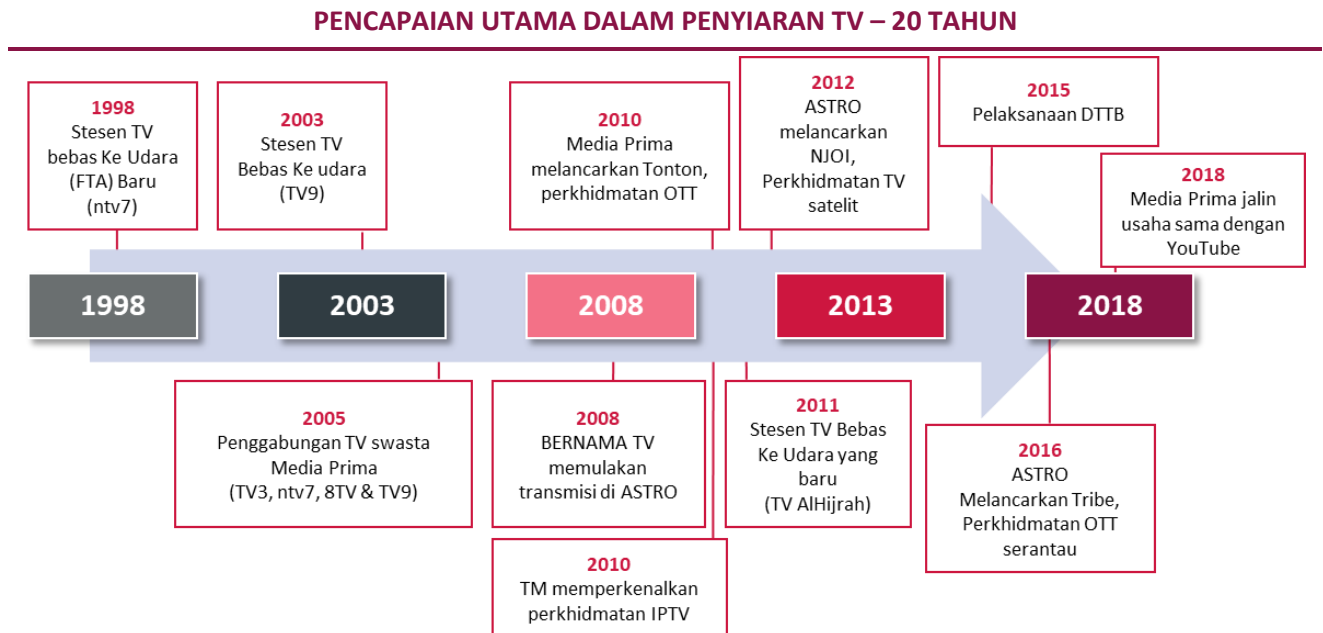 PENCAPAIAN UTAMA DALAM PENYIARAN TV – 20 TAHUN
1998
Stesen TV
bebas Ke Udara
(FTA) Baru
(ntv7)
2003
Stesen TV
Bebas Ke udara
(TV9)
2010
Media Prima
melancarkan Tonton,
perkhidmatan OTT
2012
ASTRO
melancarkan
NJOI,
Perkhidmatan TV
satelit
2015
Pelaksanaan DTTB
2018
Media Prima jalin
usaha sama dengan
YouTube
1998
2003
2008
2013
2018
2005
Penggabungan TV swasta
Media Prima
(TV3, ntv7, 8TV & TV9)
2008
BERNAMA TV
memulakan
transmisi di ASTRO
2010
TM memperkenalkan
perkhidmatan IPTV
2011
Stesen TV Bebas
Ke Udara yang
baru
(TV AlHijrah)
2016
ASTRO
Melancarkan Tribe,
Perkhidmatan OTT
serantau